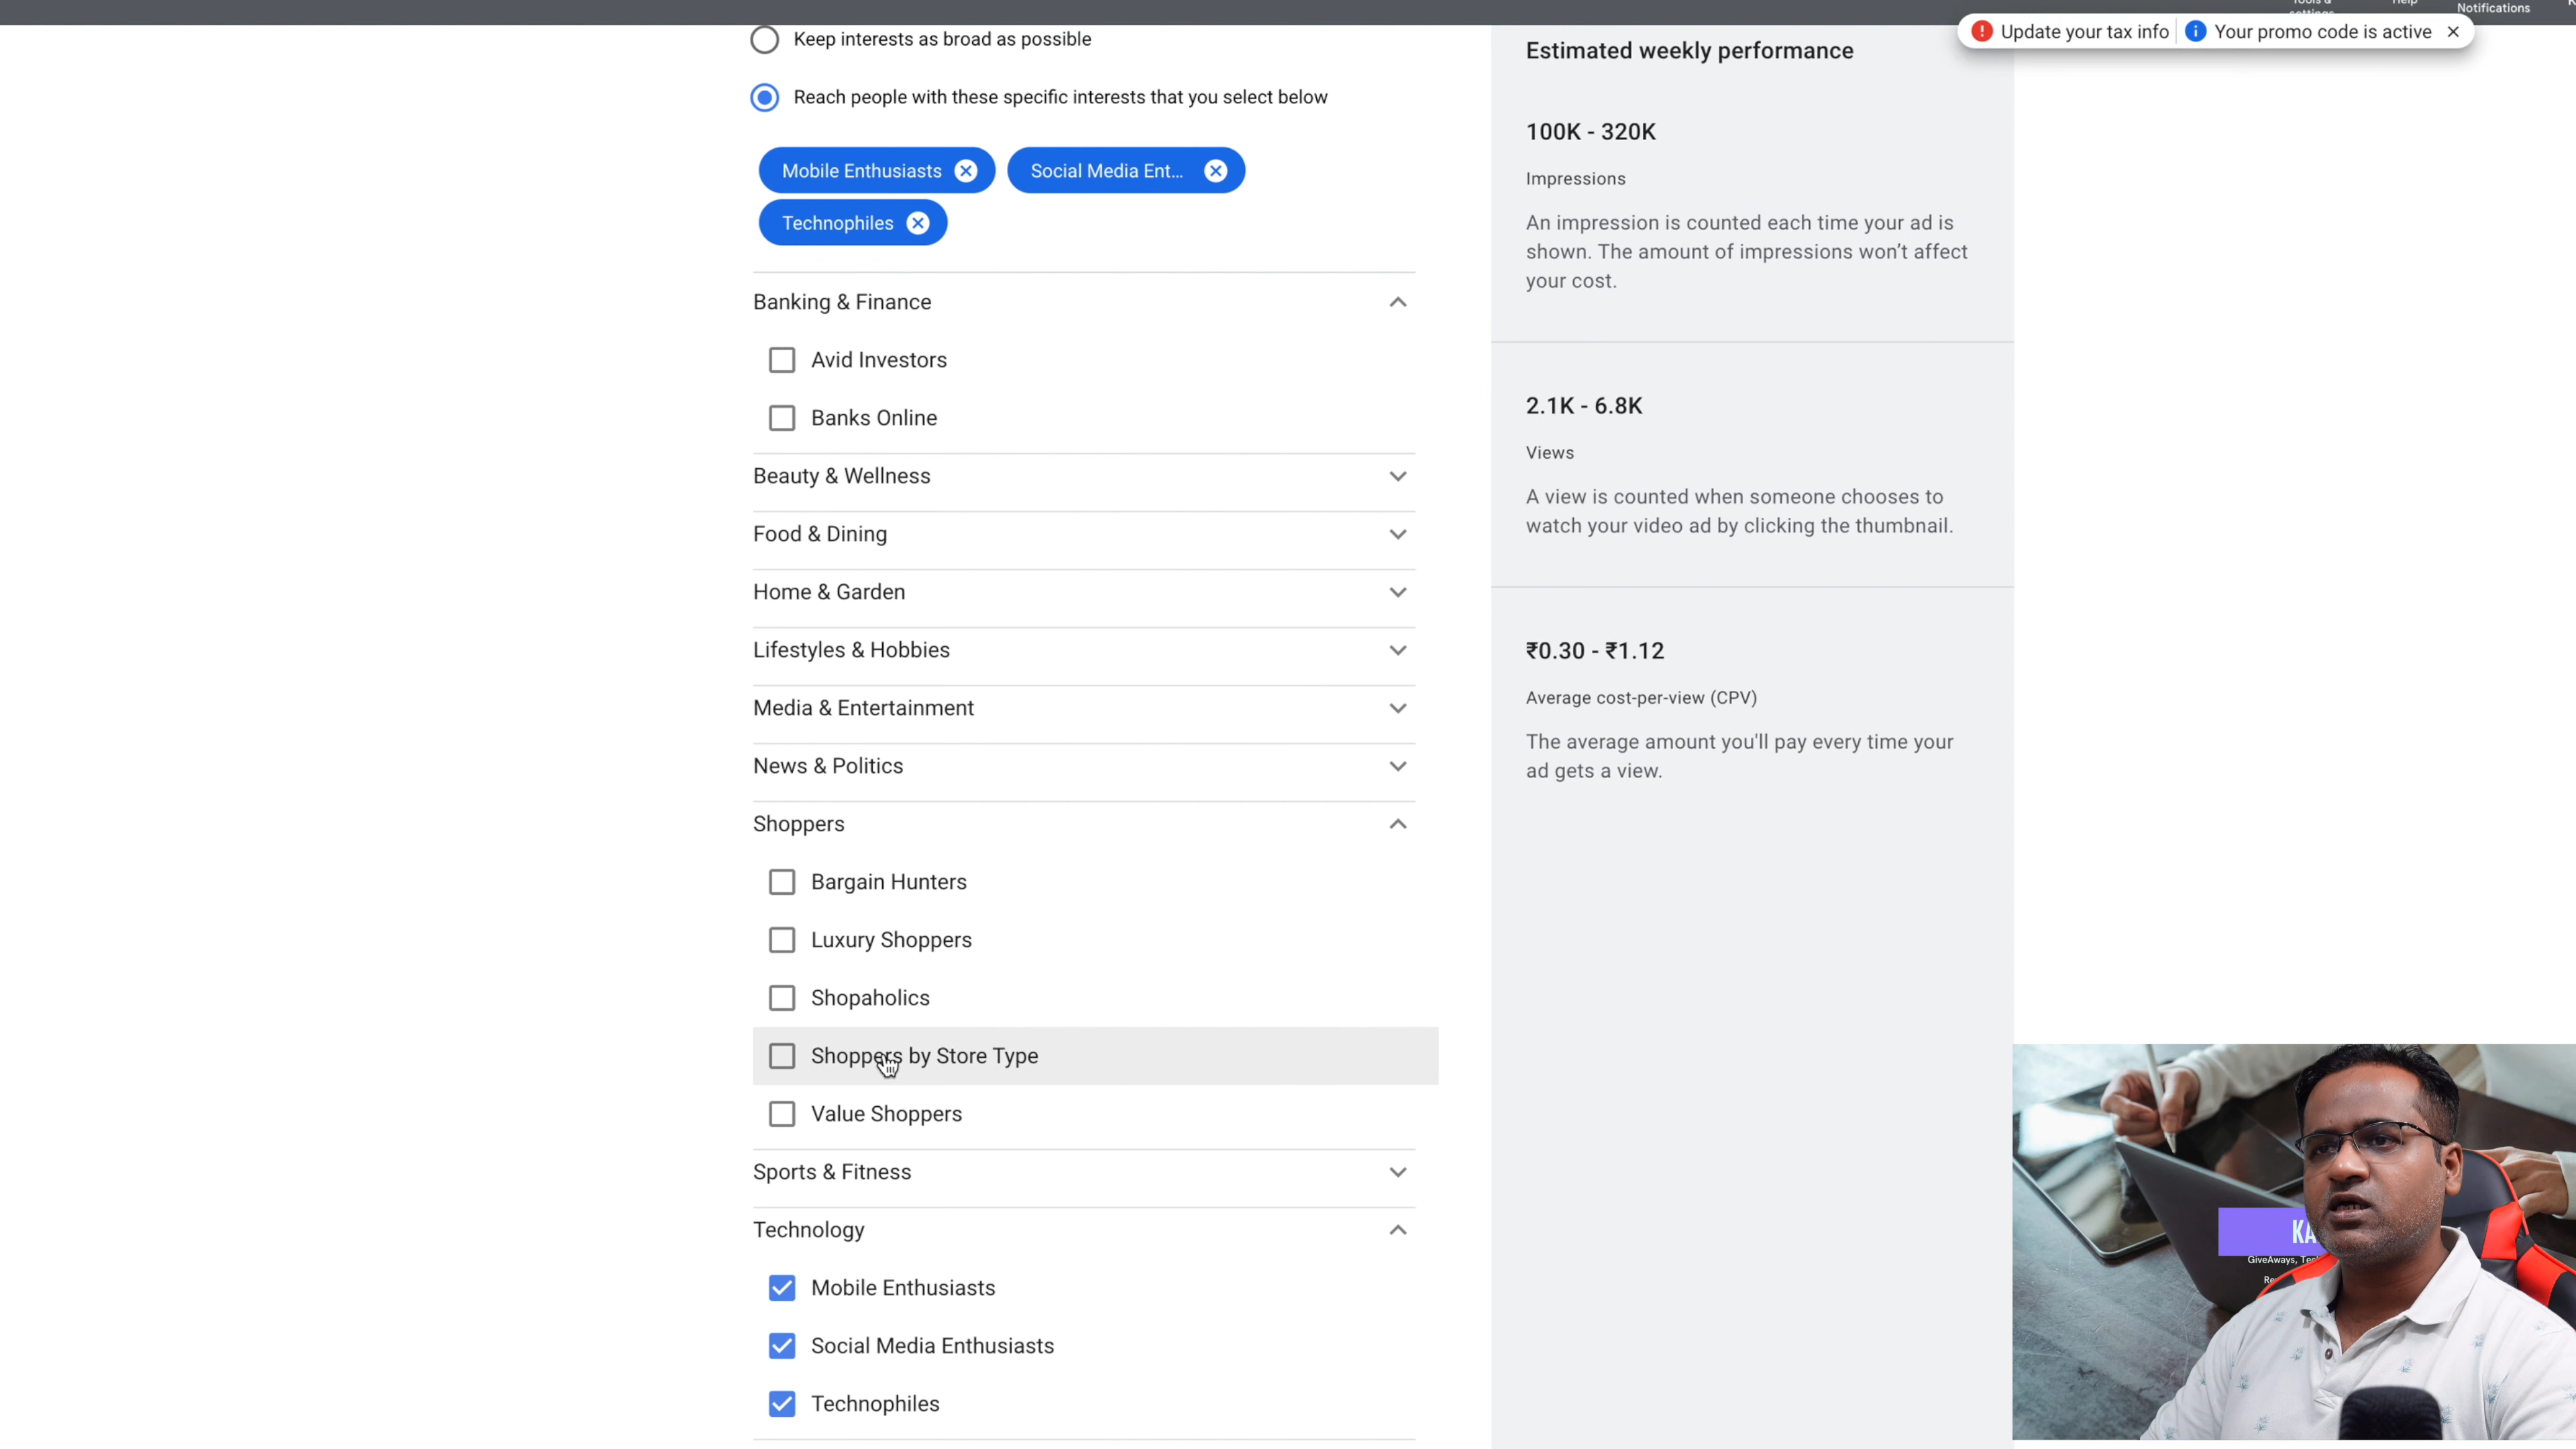 Help
Notifications
Update your tax info
Your promo code is active
Keep interests as broad as possible
Reach people with these specific interests that you select below
Mobile Enthusiasts
Social Media Ent...
Technophiles
Banking & Finance
Avid Investors
Banks Online
Beauty & Wellness
Food & Dining
Home & Garden
Lifestyles & Hobbies
Media & Entertainment
News & Politics
Shoppers
Bargain Hunters
Luxury Shoppers
Shopaholics
Shoppers by Store Type
Value Shoppers
Sports & Fitness
Technology
Mobile Enthusiasts
Social Media Enthusiasts
Technophiles
Estimated weekly performance
100K - 320K
Impressions
An impression is counted each time your ad is
shown. The amount of impressions won't affect
your cost.
2.1K - 6.8K
Views
A view is counted when someone chooses to
watch your video ad by clicking the thumbnail.
₹0.30 - ₹1.12
Average cost-per-view (CPV)
The average amount you'll pay every time your
ad gets a view.
KA
GiveAways,